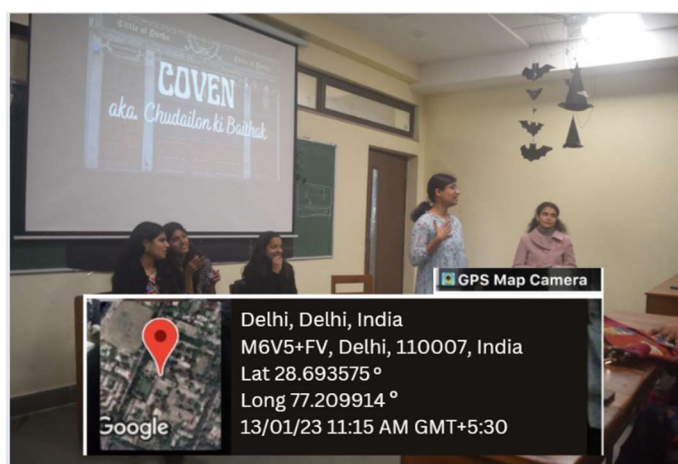 COVEN
aka. Chudailon ki Baithak
GPS Map Camera
Delhi, Delhi, India
M6V5+FV, Delhi, 110007, India
Lat 28.693575°
Long 77.209914°
13/01/23 11:15 AM GMT+5:30
Google